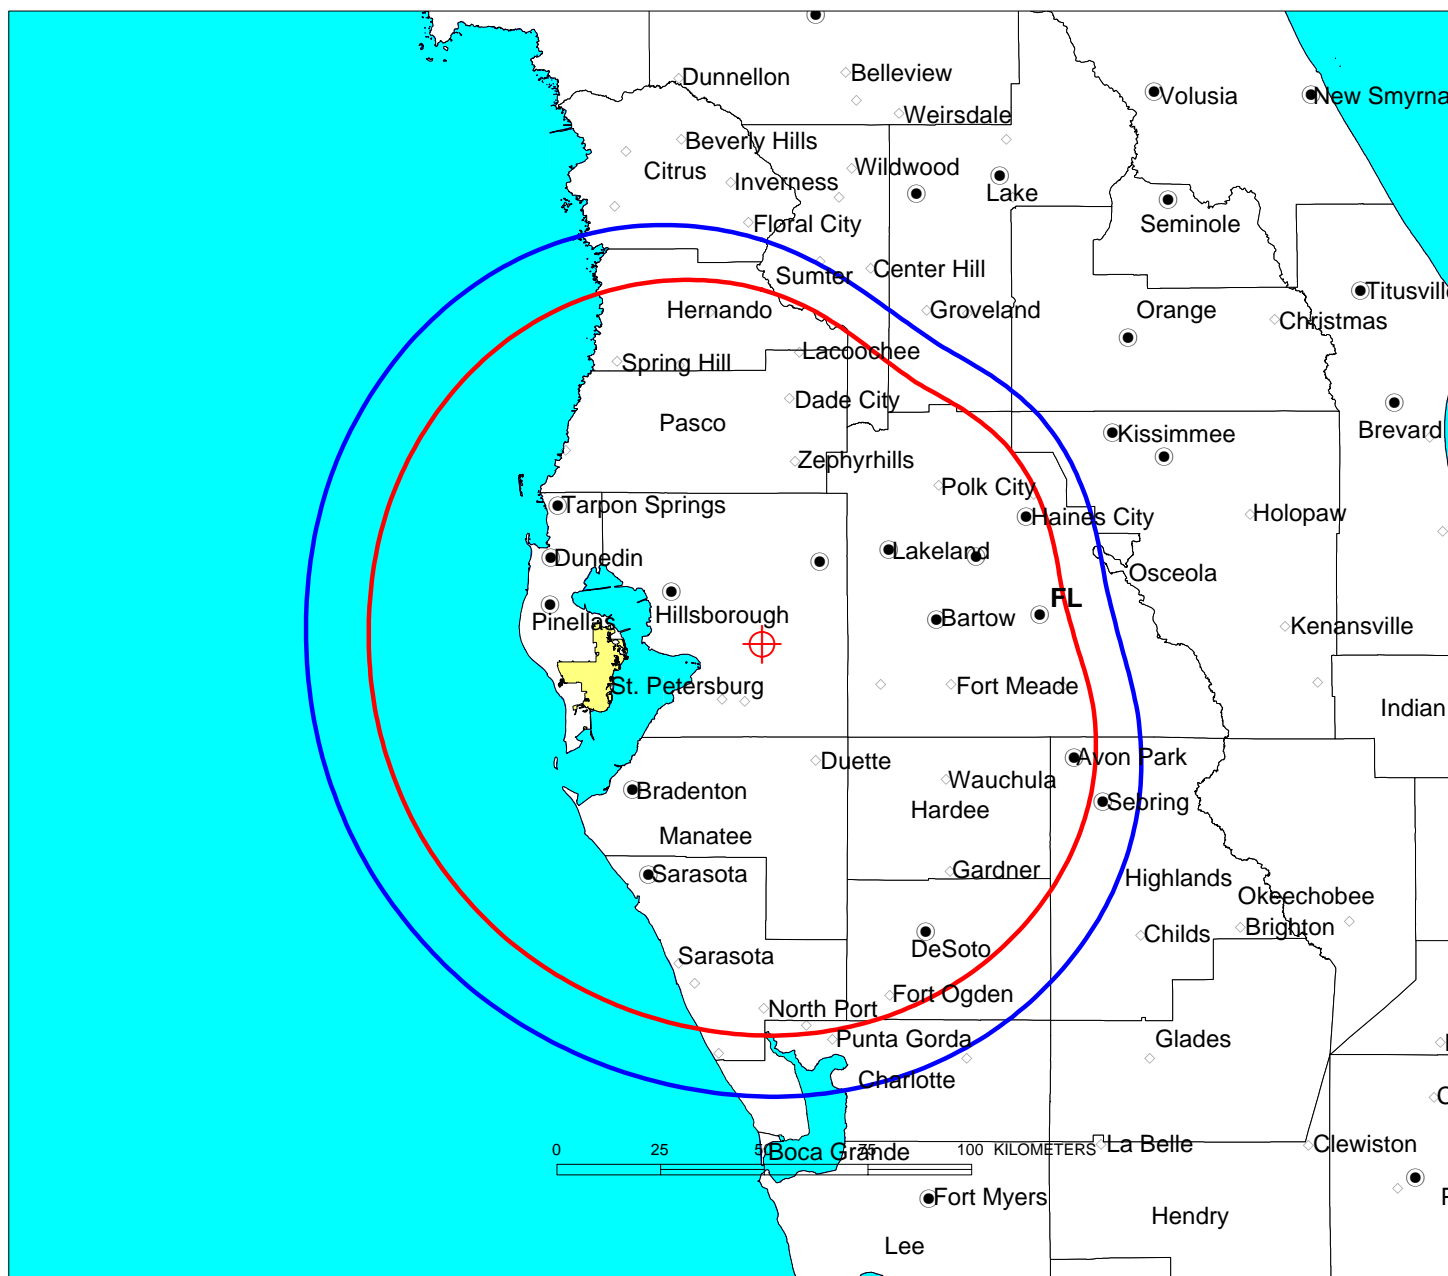 Dunnellon
Belleview
Volusia
New Smyrna
Weirsdale
Beverly Hills
Citrus
Wildwood
Inverness
Lake
Floral City
Seminole
Sumter
Center Hill
Titusville
Hernando
Groveland
Orange
Christmas
Lacoochee
Spring Hill
Dade City
Pasco
Kissimmee
Brevard
Zephyrhills
Polk City
Tarpon Springs
Haines City
Holopaw
Dunedin
Lakeland
Osceola
FL
Pinellas
Hillsborough
Bartow
Kenansville
St. Petersburg
Fort Meade
Indian
Duette
Avon Park
Wauchula
Bradenton
Hardee
Sebring
Manatee
Sarasota
Gardner
Highlands
Okeechobee
DeSoto
Childs
Brighton
Sarasota
Fort Ogden
North Port
Punta Gorda
Glades
Charlotte
La Belle
Clewiston
0 25 50 75 100 KILOMETERS
Boca Grande
Fort Myers
Hendry
Lee